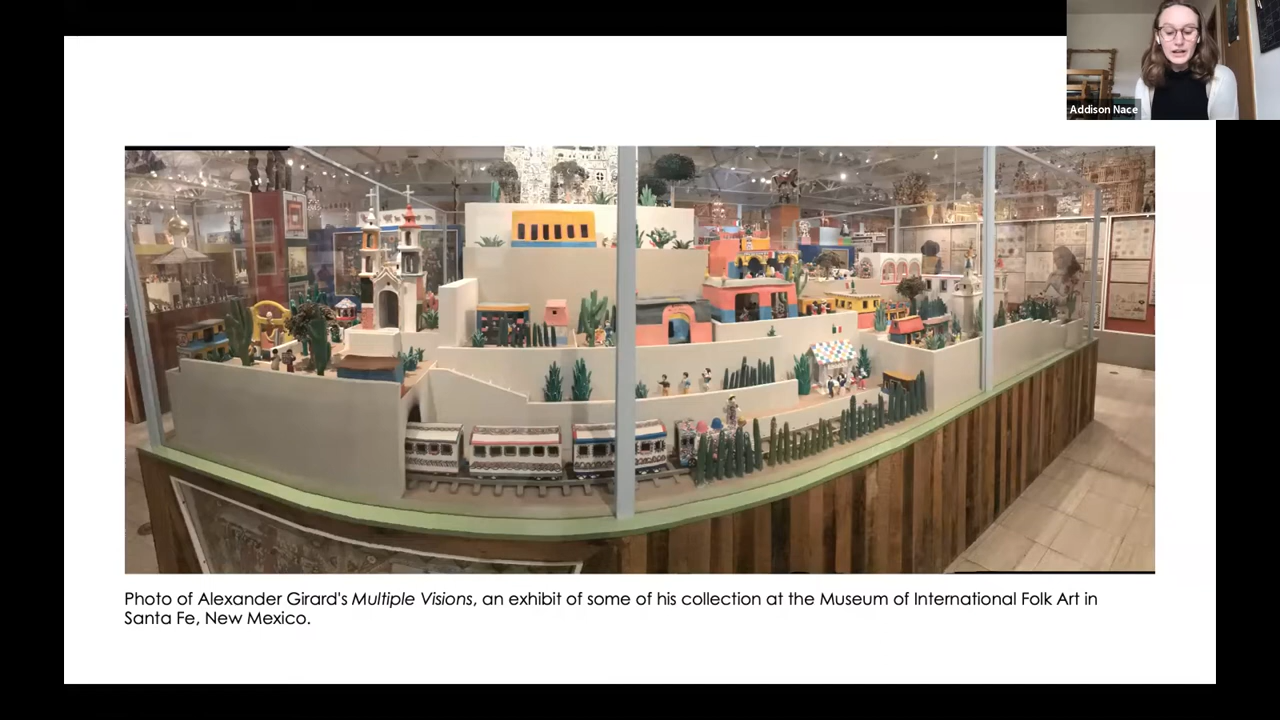 Addison Nace
Photo of Alexander Girard's Multiple Visions, an exhibit of some of his collection at the Museum of International Folk Art in
Santa Fe, New Mexico.